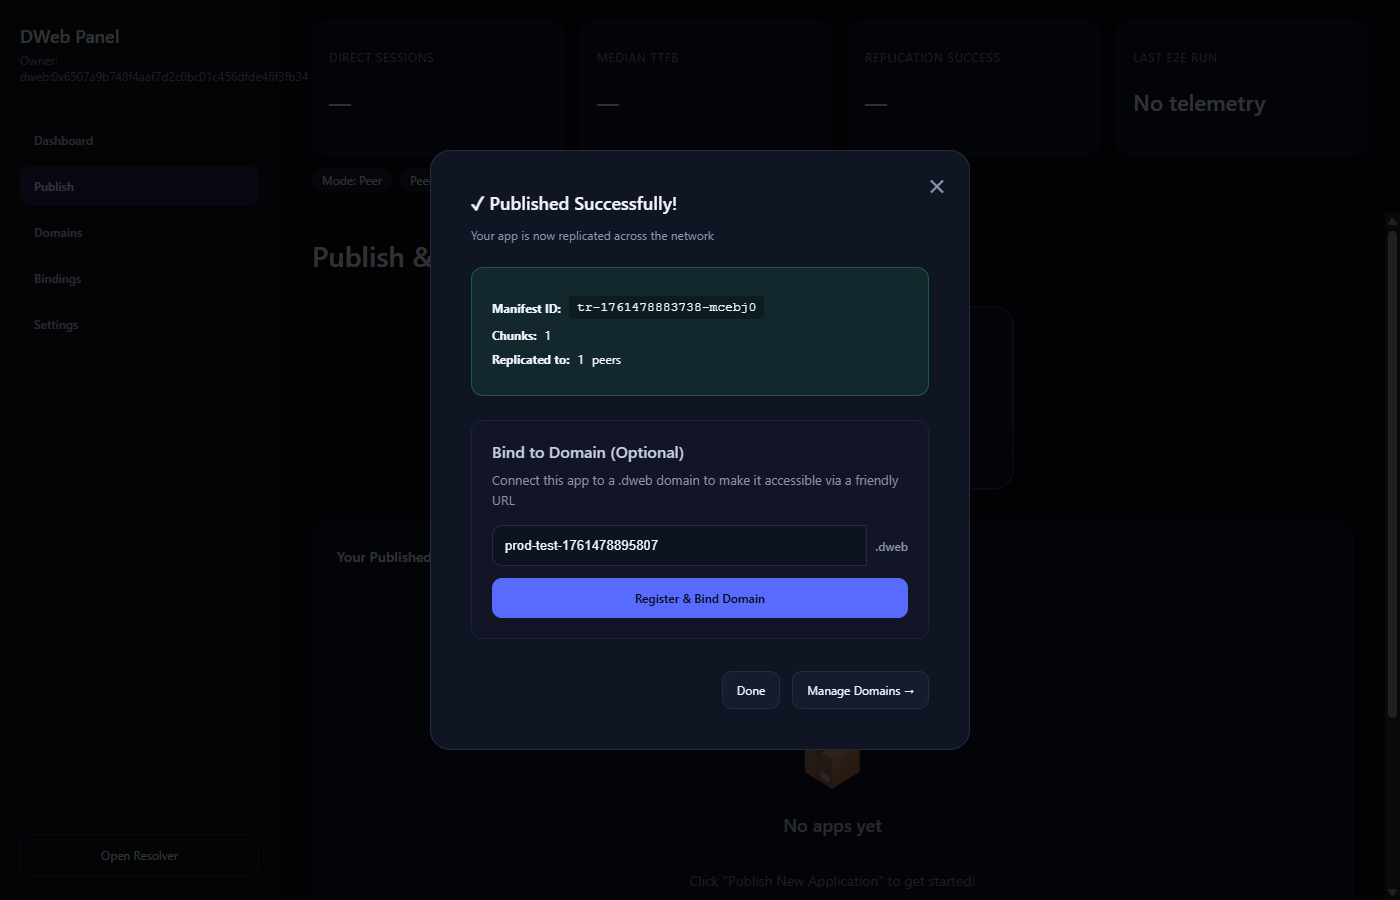 DWeb Panel
Owner:
dweb:0x6507a9b748f4aaf7d2c0bc01c456dfde46f3fb34
Dashboard
Publish
Domains
Bindings
Settings
Open Resolver
DIRECT SESSIONS
—
MEDIAN TTFB
—
REPLICATION SUCCESS
—
LAST E2E RUN
No telemetry
Mode: Peer
Publish &
Your Published
No apps yet
Click "Publish New Application" to get started!
✓ Published Successfully!
Your app is now replicated across the network
Manifest ID: tr-1761478883738-mcebj0
Chunks: 1
Replicated to: 1 peers
Bind to Domain (Optional)
Connect this app to a .dweb domain to make it accessible via a friendly
URL
prod-test-1761478895807 .dweb
Register & Bind Domain
Done
Manage Domains →